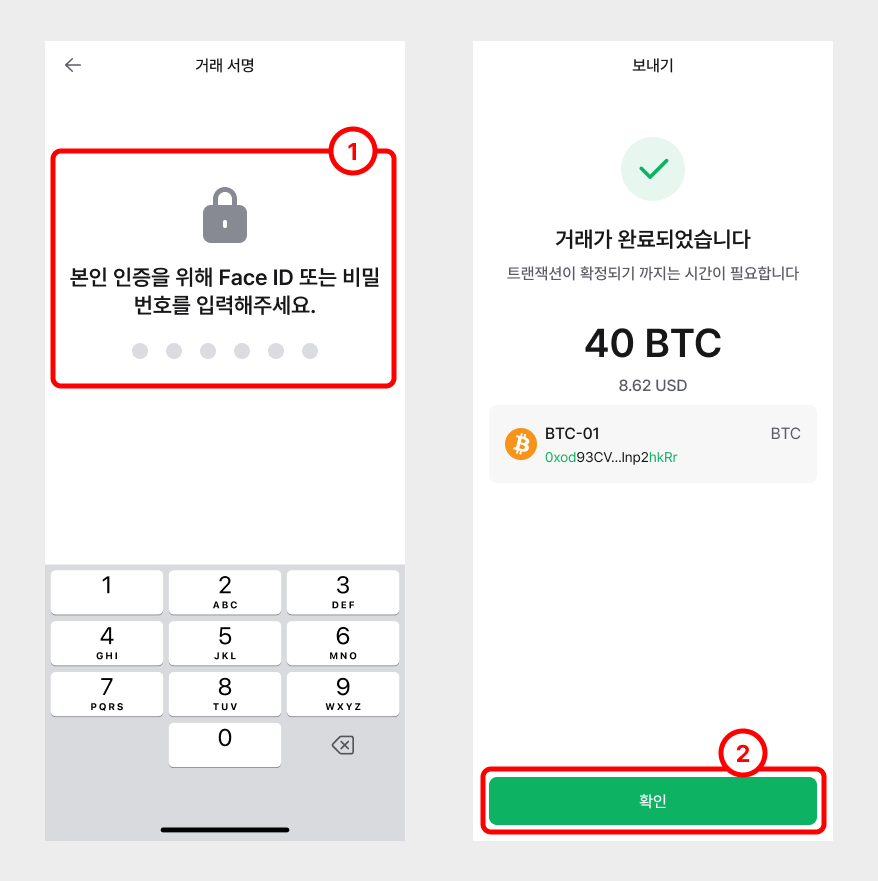 거래 서명
1
본인 인증을 위해 Face ID 또는 비밀
번호를 입력해주세요.
1
2
ABC
3
DEF
4
GHI
5
JKL
6
MNO
7
PQRS
8
TUV
9
WXYZ
0
보내기
거래가 완료되었습니다
트랜잭션이 확정되기 까지는 시간이 필요합니다
40 BTC
8.62 USD
BTC-01
BTC
0xod93CV...lnp2hkRr
2
확인